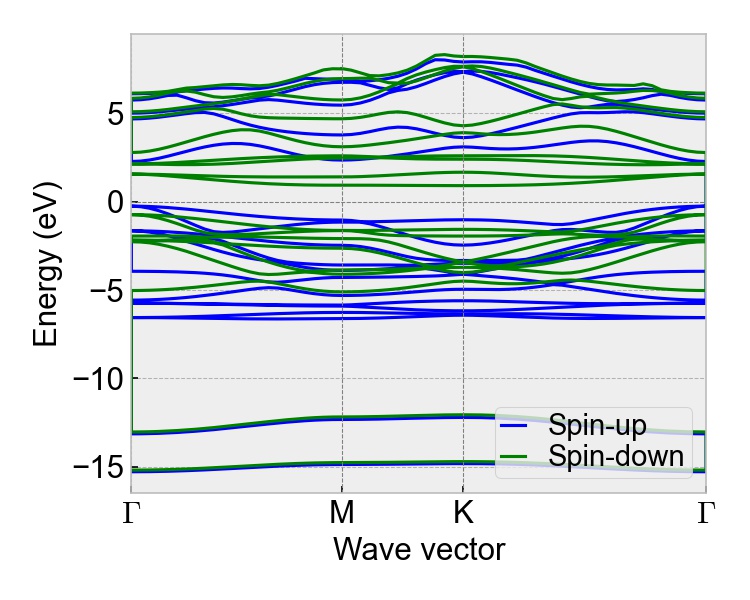 5
0
−5
−10
−15
Energy (eV)
Spin-up
Spin-down
Γ M K Γ
Wave vector